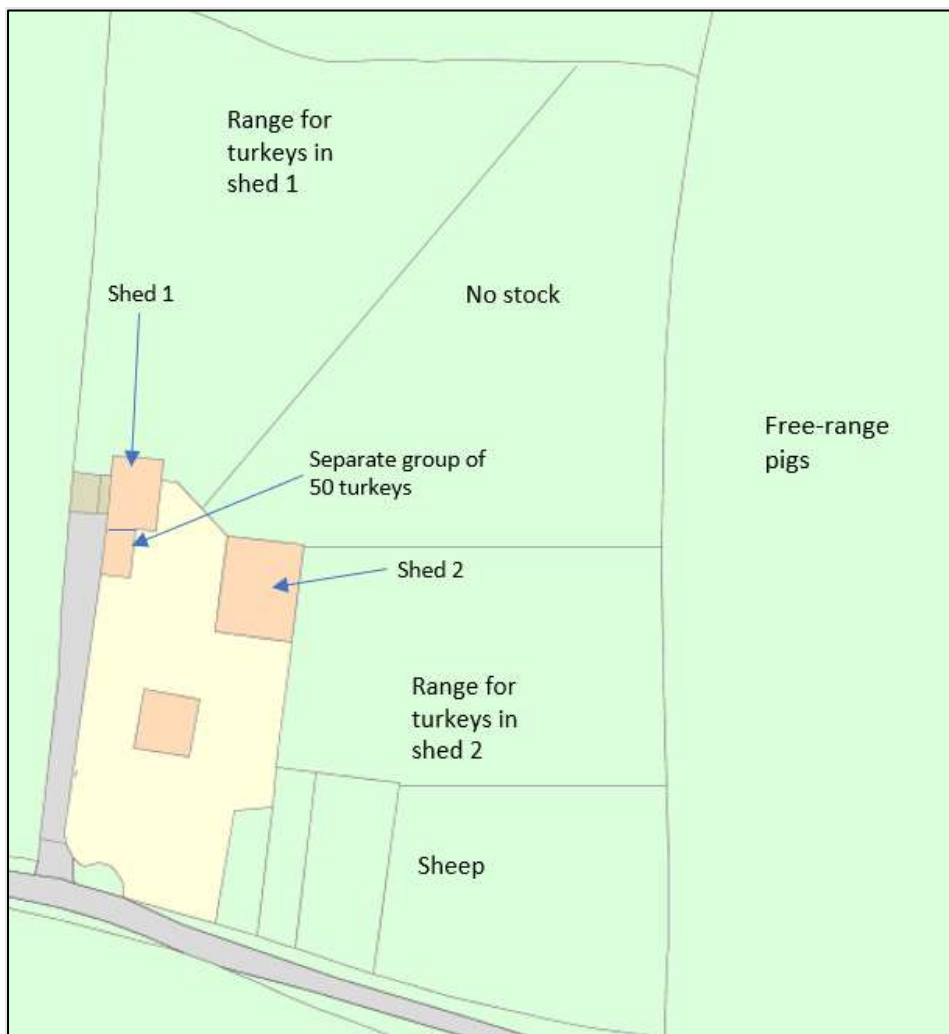 Range for
turkeys in
shed 1
Shed 1
No stock
Free-range
pigs
Separate group of
50 turkeys
Shed 2
Range for
turkeys in
shed 2
Sheep